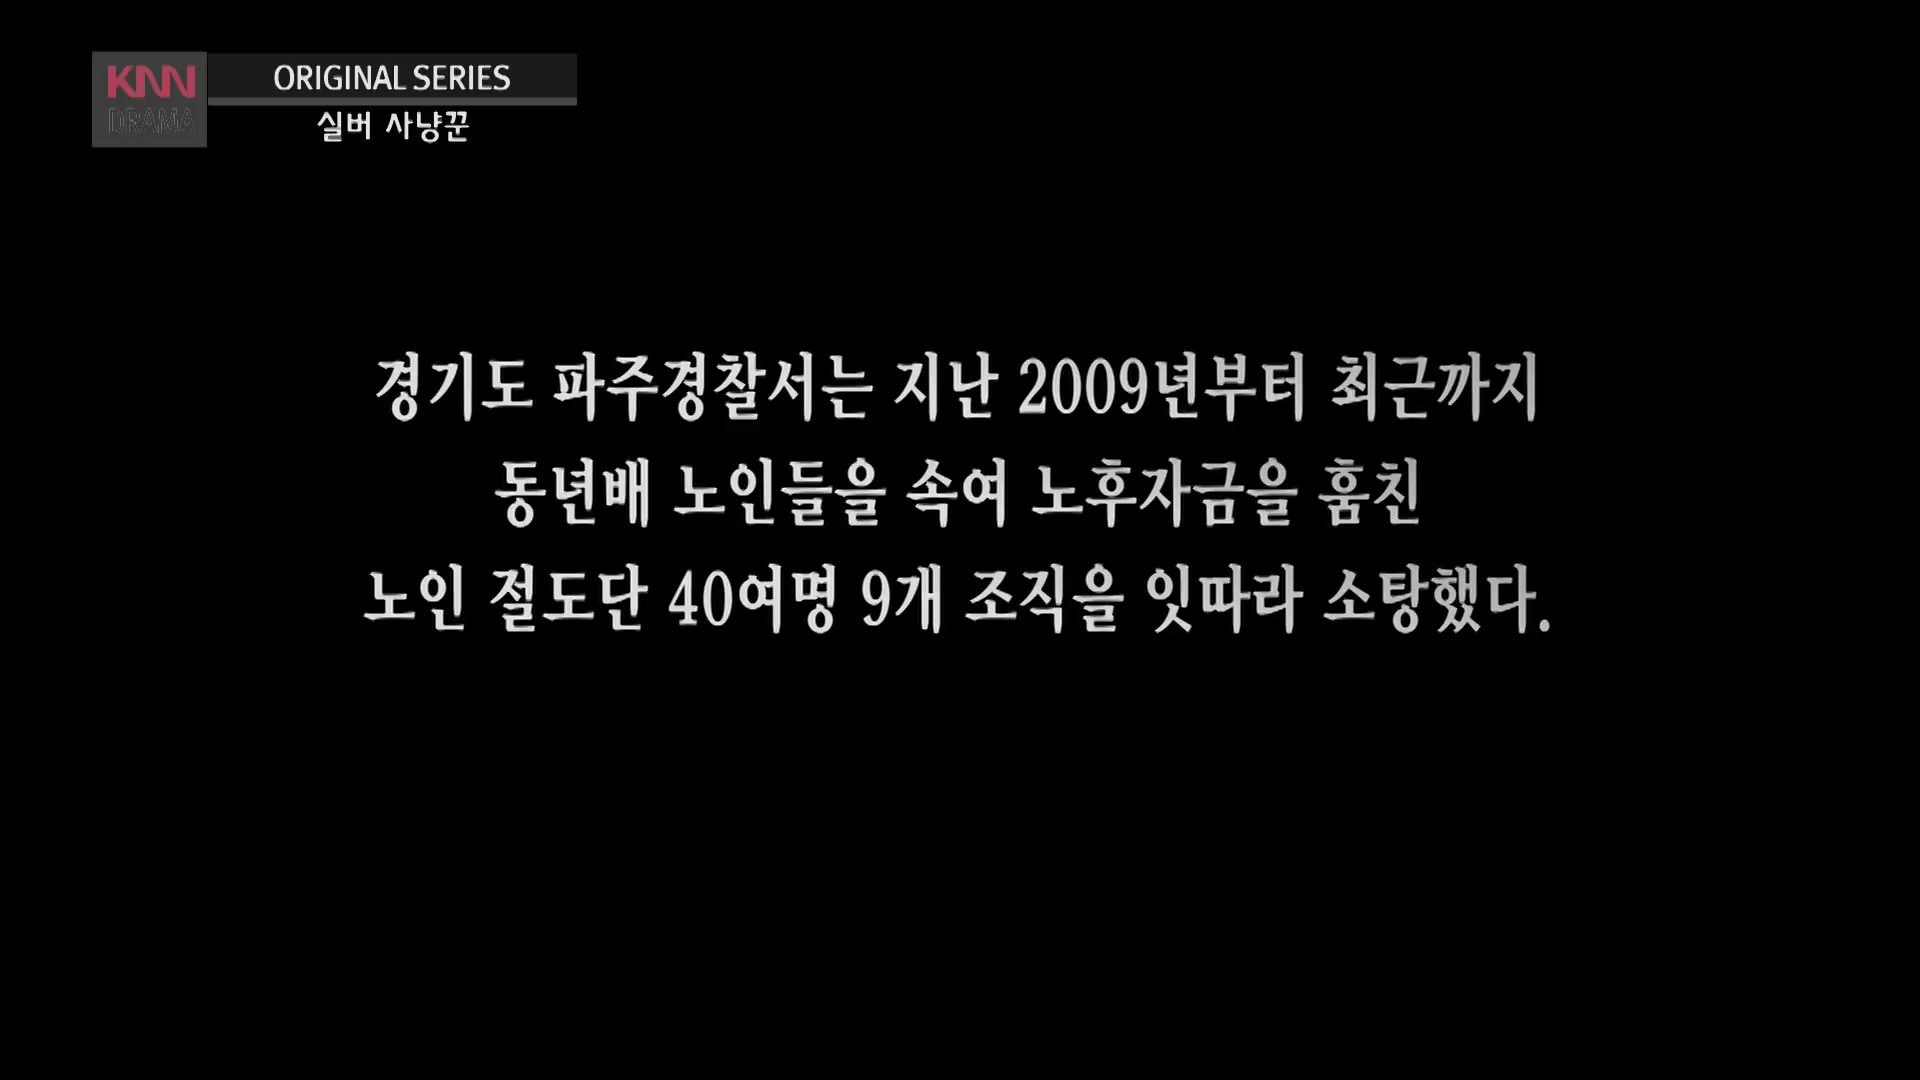 KNN
DRAMA
ORIGINAL SERIES
실버 사냥꾼
경기도 파주경찰서는 지난 2009년부터 최근까지
동년배 노인들을 속여 노후자금을 훔친
노인 절도단 40여명 9개 조직을 잇따라 소탕했다.